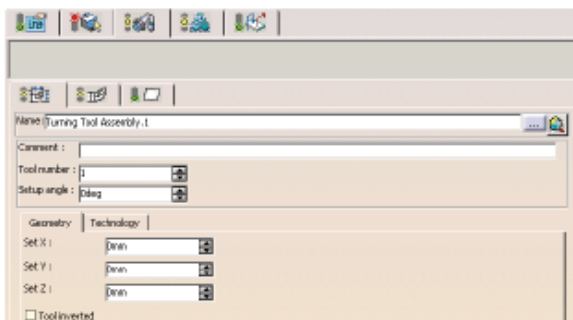 Name: Turning Tool Assembly.1
...
Comment :
Tool number : 1
Setup angle : 0deg
Geometry Technology
Set X : 0mm
Set Y : 0mm
Set Z : 0mm
Tool inverted